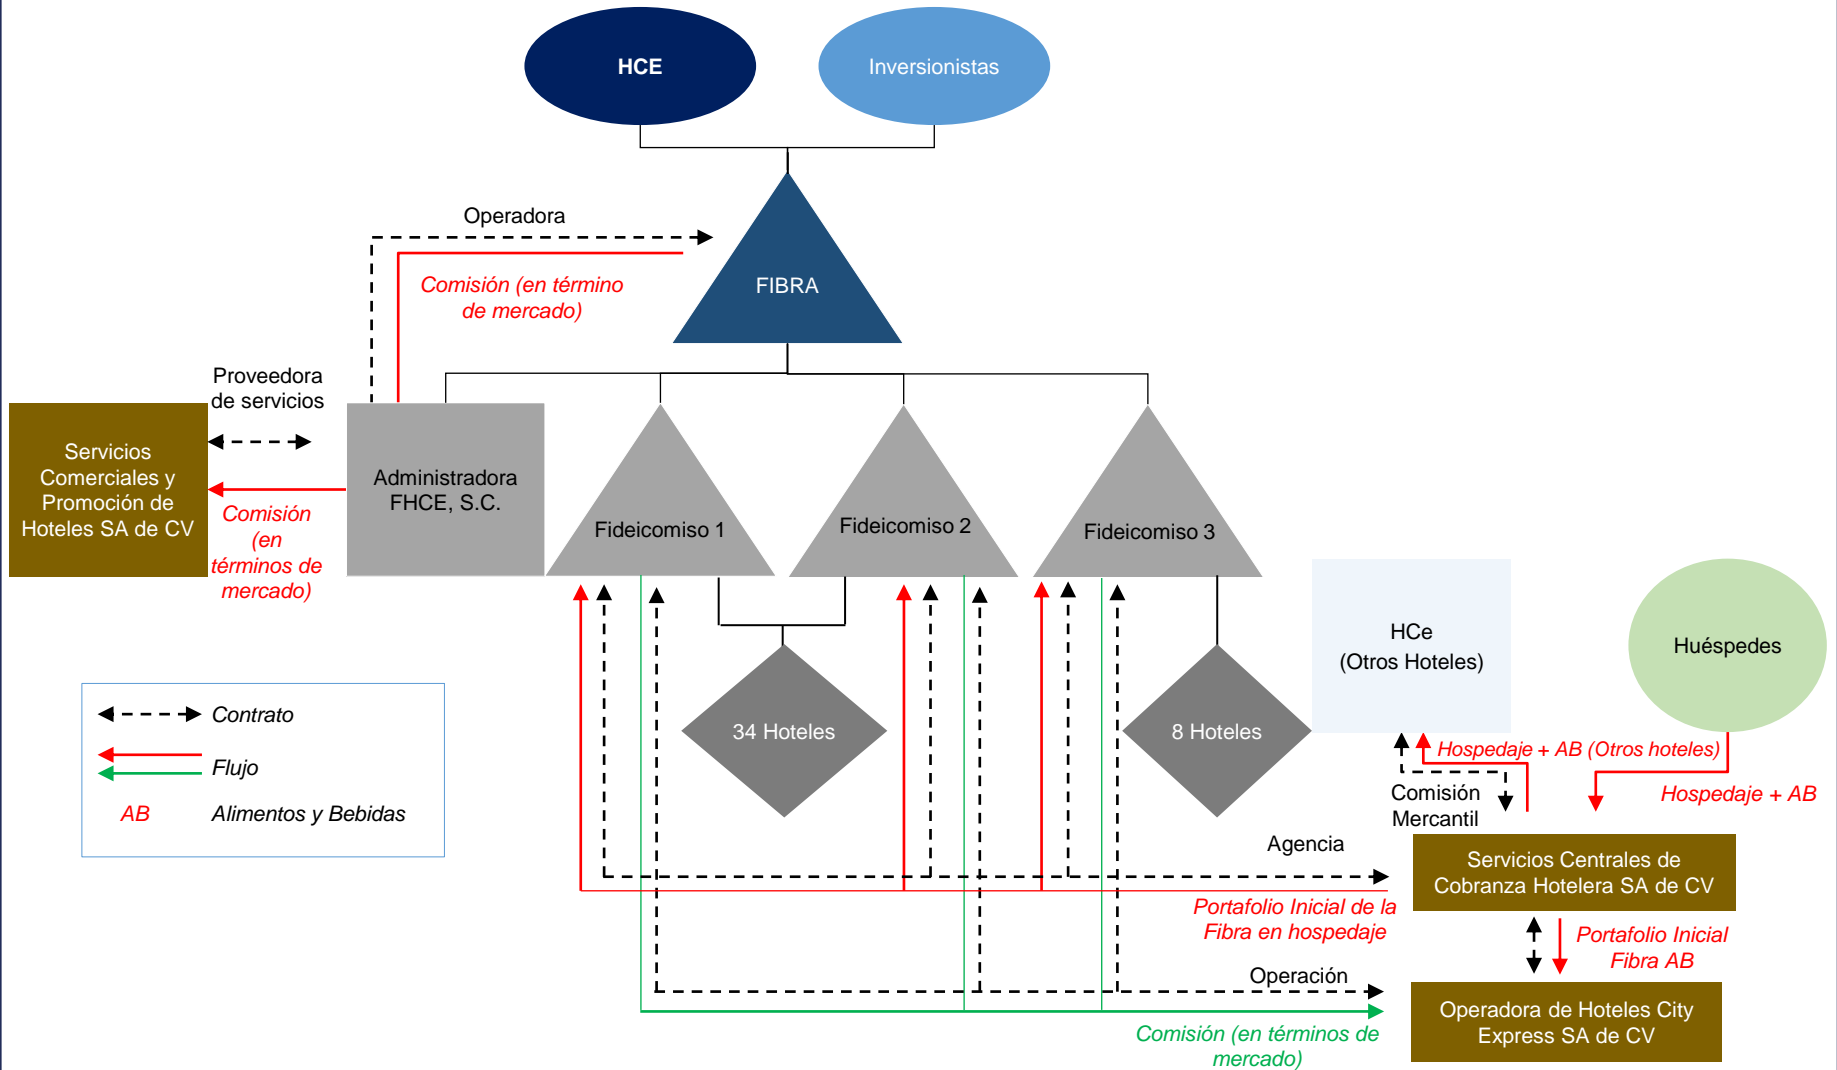 HCE
Inversionistas
Operadora
Comisión (en término
de mercado)
FIBRA
Proveedora
de servicios
Servicios
Comerciales y
Promoción de
Hoteles SA de CV
Comisión
(en
términos de
mercado)
Administradora
FHCE, S.C.
Fideicomiso 1
Fideicomiso 2
Fideicomiso 3
HCe
(Otros Hoteles)
Huéspedes
34 Hoteles
8 Hoteles
Contrato
Flujo
AB
Alimentos y Bebidas
Hospedaje + AB (Otros hoteles)
Hospedaje + AB
Comisión
Mercantil
Agencia
Servicios Centrales de
Cobranza Hotelera SA de CV
Portafolio Inicial de la
Fibra en hospedaje
Portafolio Inicial
Fibra AB
Operación
Operadora de Hoteles City
Express SA de CV
Comisión (en términos de
mercado)